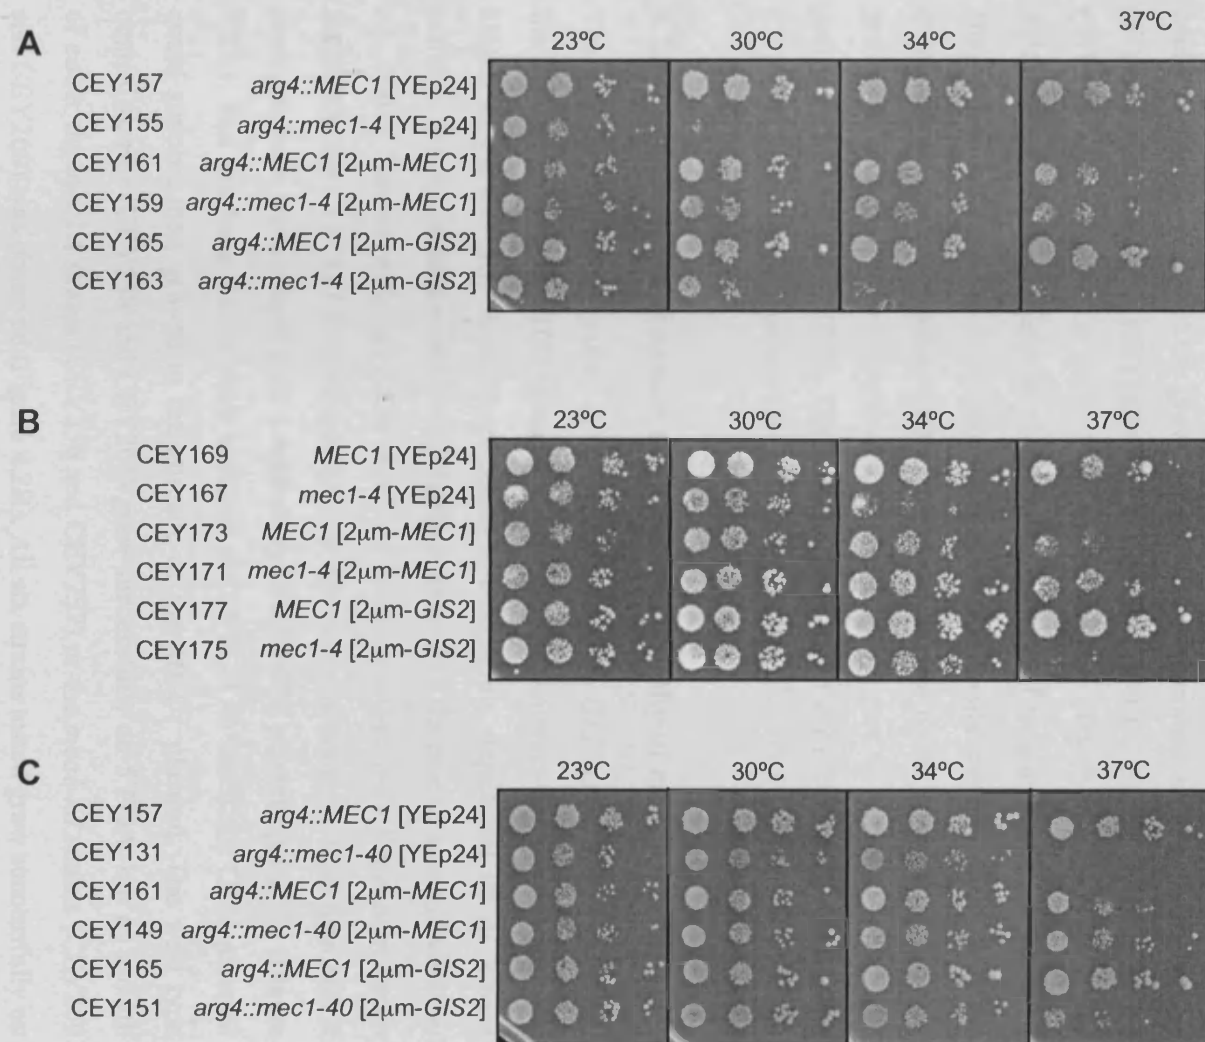 A
23ºC 30ºC 34ºC 37ºC
CEY157 arg4::MEC1 [YEp24]
CEY155 arg4::mec1-4 [YEp24]
CEY161 arg4::MEC1 [2µm-MEC1]
CEY159 arg4::mec1-4 [2µm-MEC1]
CEY165 arg4::MEC1 [2µm-GIS2]
CEY163 arg4::mec1-4 [2µm-GIS2]
B
23ºC 30ºC 34ºC 37ºC
CEY169 MEC1 [YEp24]
CEY167 mec1-4 [YEp24]
CEY173 MEC1 [2µm-MEC1]
CEY171 mec1-4 [2µm-MEC1]
CEY177 MEC1 [2µm-GIS2]
CEY175 mec1-4 [2µm-GIS2]
C
23ºC 30ºC 34ºC 37ºC
CEY157 arg4::MEC1 [YEp24]
CEY131 arg4::mec1-40 [YEp24]
CEY161 arg4::MEC1 [2µm-MEC1]
CEY149 arg4::mec1-40 [2µm-MEC1]
CEY165 arg4::MEC1 [2µm-GIS2]
CEY151 arg4::mec1-40 [2µm-GIS2]